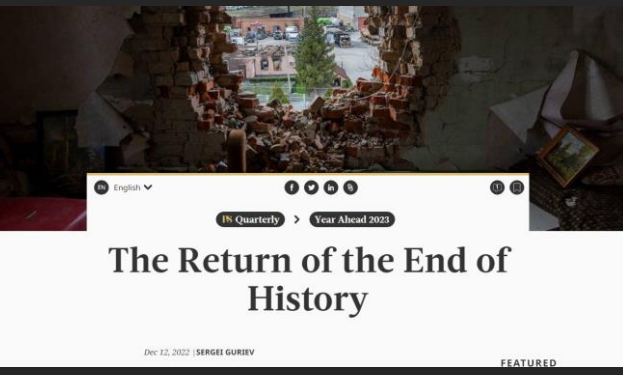 EN English
PS Quarterly > Year Ahead 2023
The Return of the End of
History
Dec 12, 2022 | SERGEI GURIEV
FEATURED